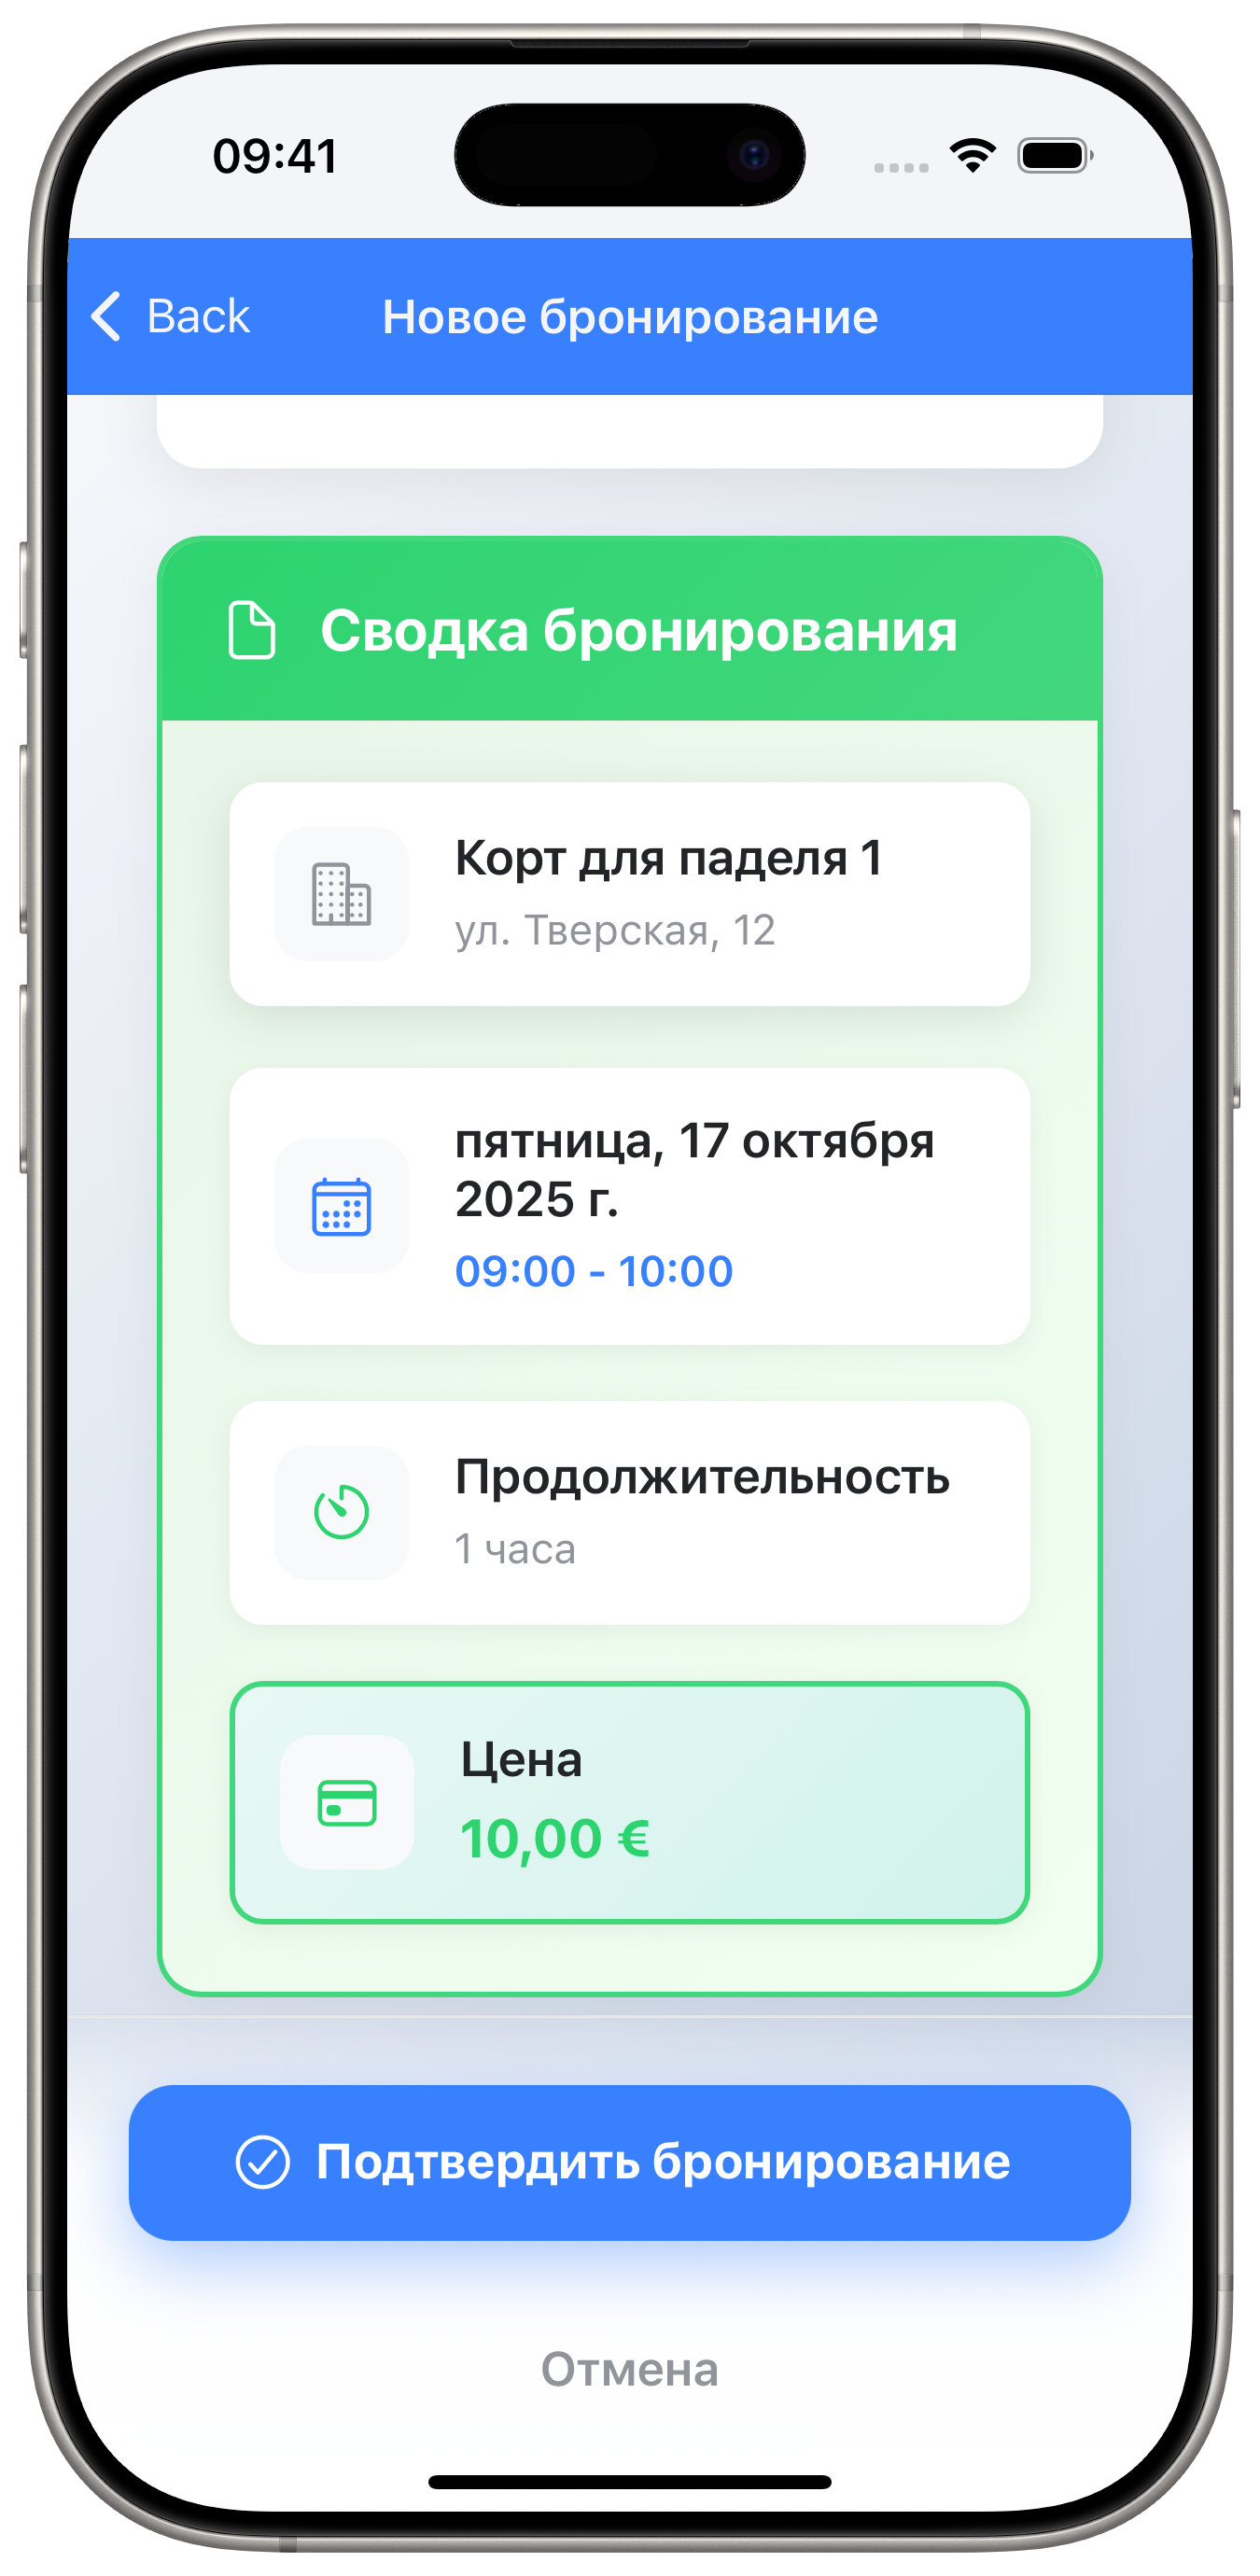 09:41
Back
Новое бронирование
Сводка бронирования
Корт для паделя 1
ул. Тверская, 12
пятница, 17 октября
2025 г.
09:00 - 10:00
Продолжительность
1 часа
Цена
10,00 €
Подтвердить бронирование
Отмена